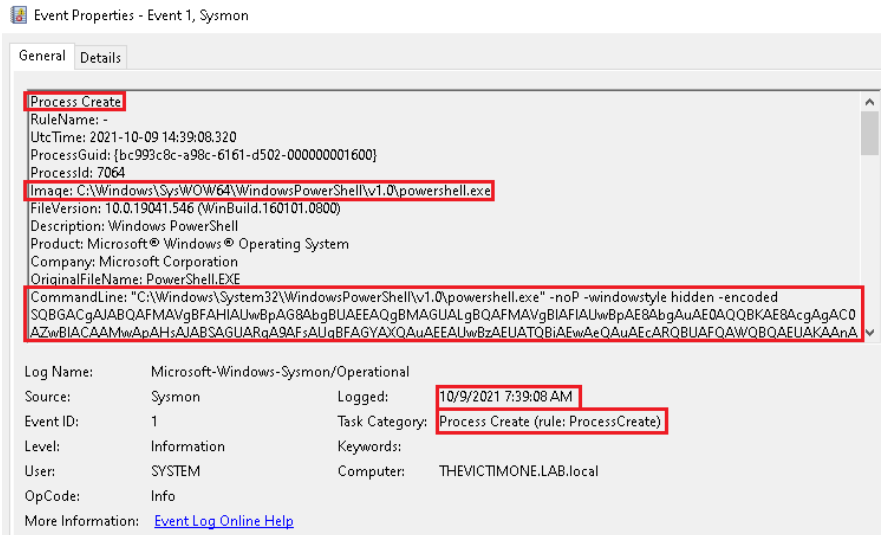 Event Properties - Event 1, Sysmon
General Details
Process Create
RuleName: -
UtcTime: 2021-10-09 14:39:08.320
ProcessGuid: {bc993c8c-a98c-6161-d502-000000001600}
ProcessId: 7064
Image: C:\Windows\SysWOW64\WindowsPowerShell\v1.0\powershell.exe
FileVersion: 10.0.19041.546 (WinBuild.160101.0800)
Description: Windows PowerShell
Product: Microsoft® Windows® Operating System
Company: Microsoft Corporation
OriginalFileName: PowerShell.EXE
CommandLine: "C:\Windows\System32\WindowsPowerShell\v1.0\powershell.exe" -noP -windowstyle hidden -encoded
Log Name: Microsoft-Windows-Sysmon/Operational
Source: Sysmon Logged: 10/9/2021 7:39:08 AM
Event ID: 1 Task Category: Process Create (rule: ProcessCreate)
Level: Information Keywords:
User: SYSTEM Computer: THEVICTIMONE.LAB.local
OpCode: Info
More Information: Event Log Online Help